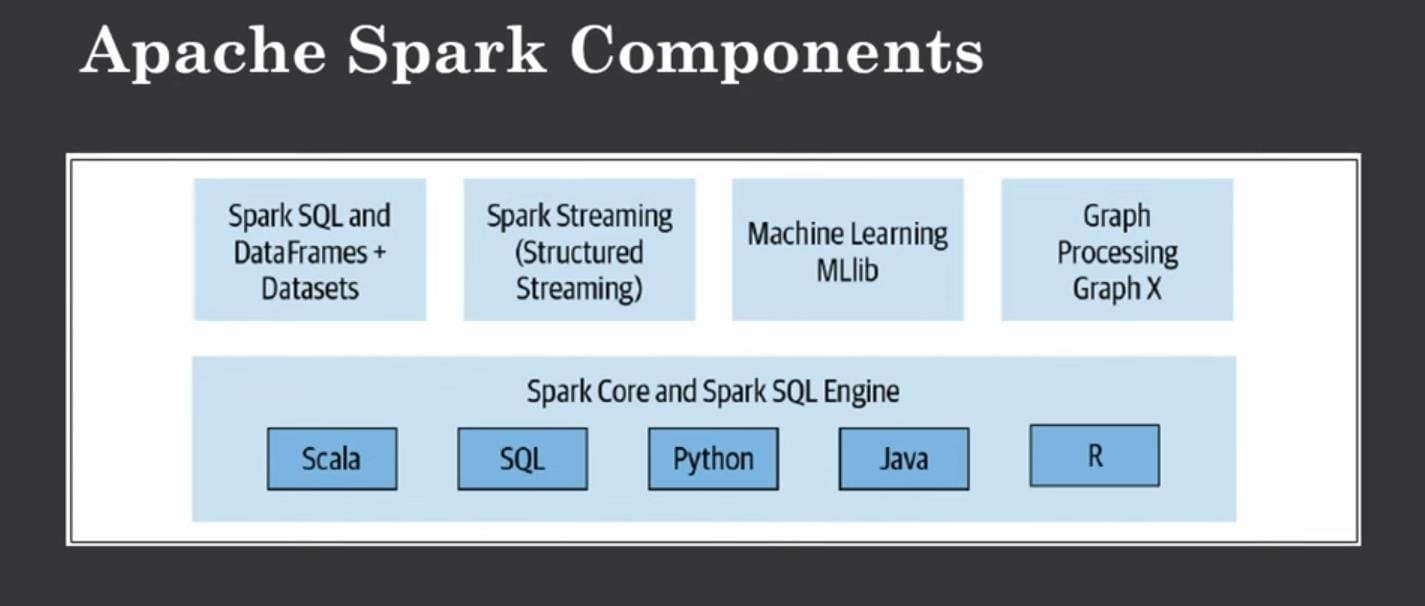 Apache Spark Components
Spark SQL and
DataFrames +
Datasets
Spark Streaming
(Structured
Streaming)
Machine Learning
MLlib
Graph
Processing
Graph X
Spark Core and Spark SQL Engine
Scala
SQL
Python
Java
R